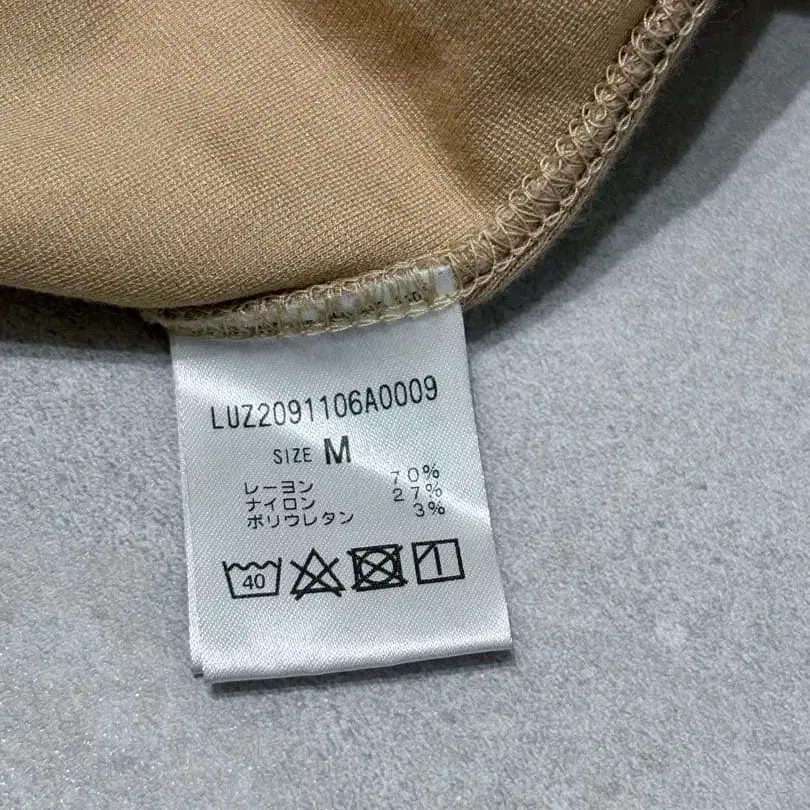 LUZ2091106A0009
SIZE M
レーヨン 70%
ナイロン 27%
ポリウレタン 3%
40